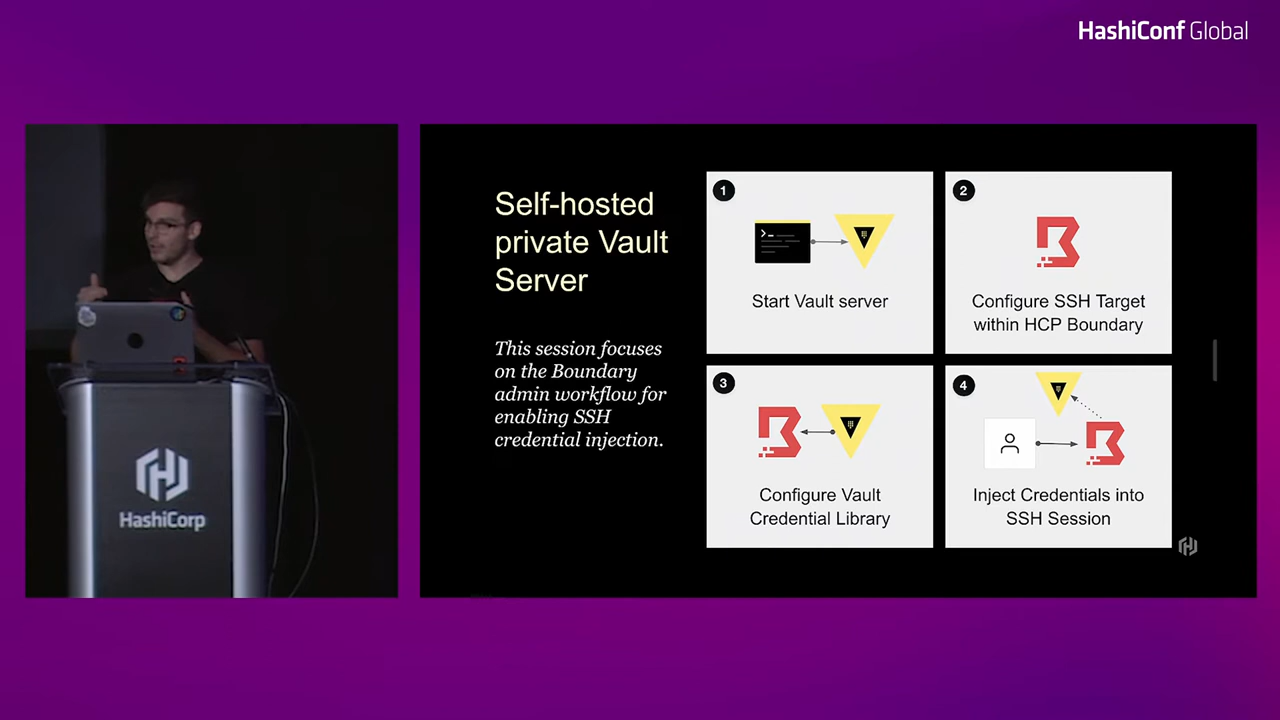 HashiConf Global
Self-hosted
private Vault
Server
This session focuses
on the Boundary
admin workflow for
enabling SSH
credential injection.
1
Start Vault server
2
Configure SSH Target
within HCP Boundary
3
Configure Vault
Credential Library
4
Inject Credentials into
SSH Session
HashiCorp